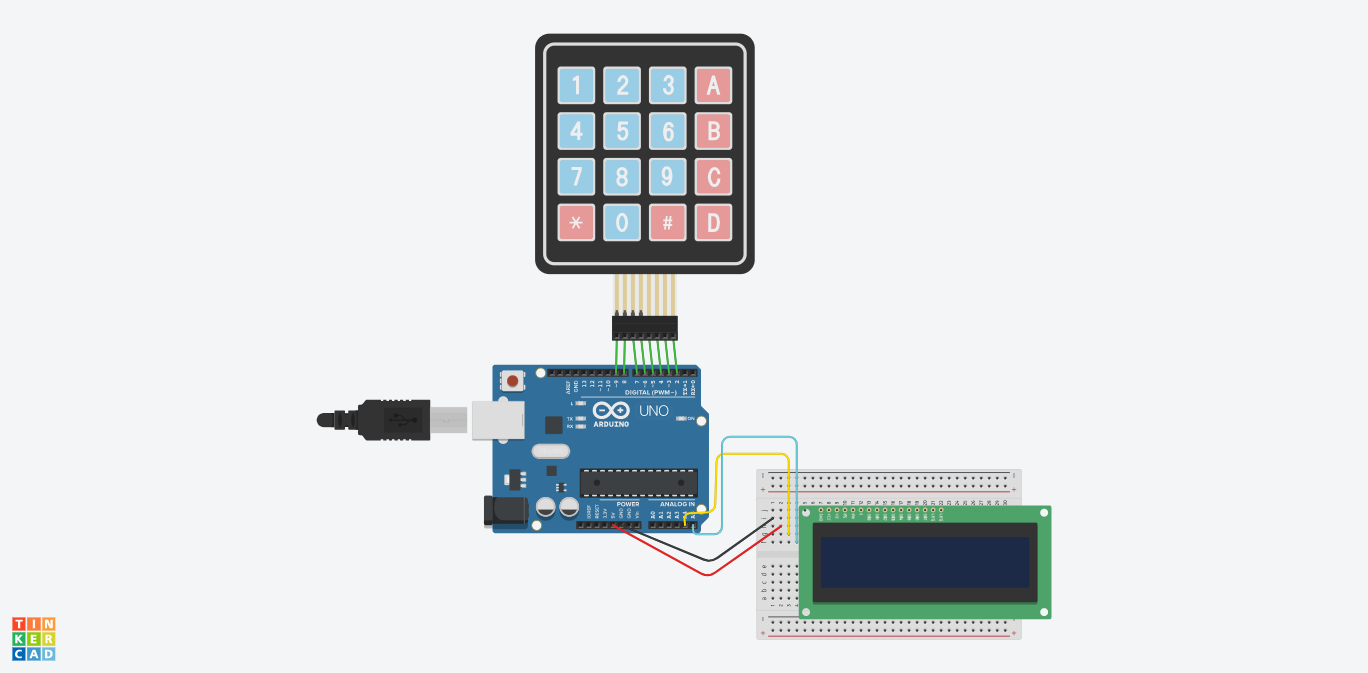 1 2 3 A
4 5 6 B
7 8 9 C
* 0 # D
AREF
GND
13
12
~11
~10
~9
8
7
~6
~5
4
~3
2
TX→1
RX←0
DIGITAL (PWM~)
L
TX
RX
UNO
ON
ARDUINO
POWER
ANALOG IN
IOREF
RESET
3.3V
5V
GND
GND
Vin
A0
A1
A2
A3
TIN
KER
CAD